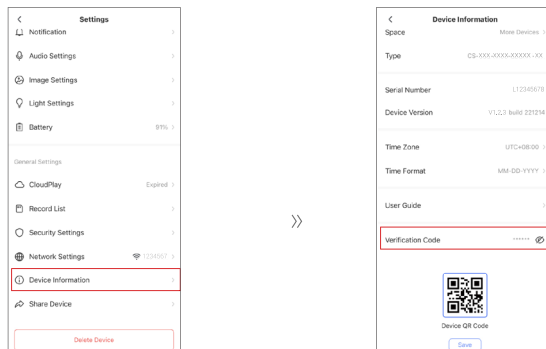 Settings
Notification
Audio Settings
Image Settings
Light Settings
Battery 91%
General Settings
CloudPlay Expired
Record List
Security Settings
Network Settings 1234567
Device Information
Share Device
Delete Device
Device Information
Space More Devices
Type CS-XXX-XXXX-XXXXX-XX
Serial Number L12345678
Device Version V1.2.3 build 221214
Time Zone UTC+08:00
Time Format MM-DD-YYYY
User Guide
Verification Code ******
Device QR Code
Save